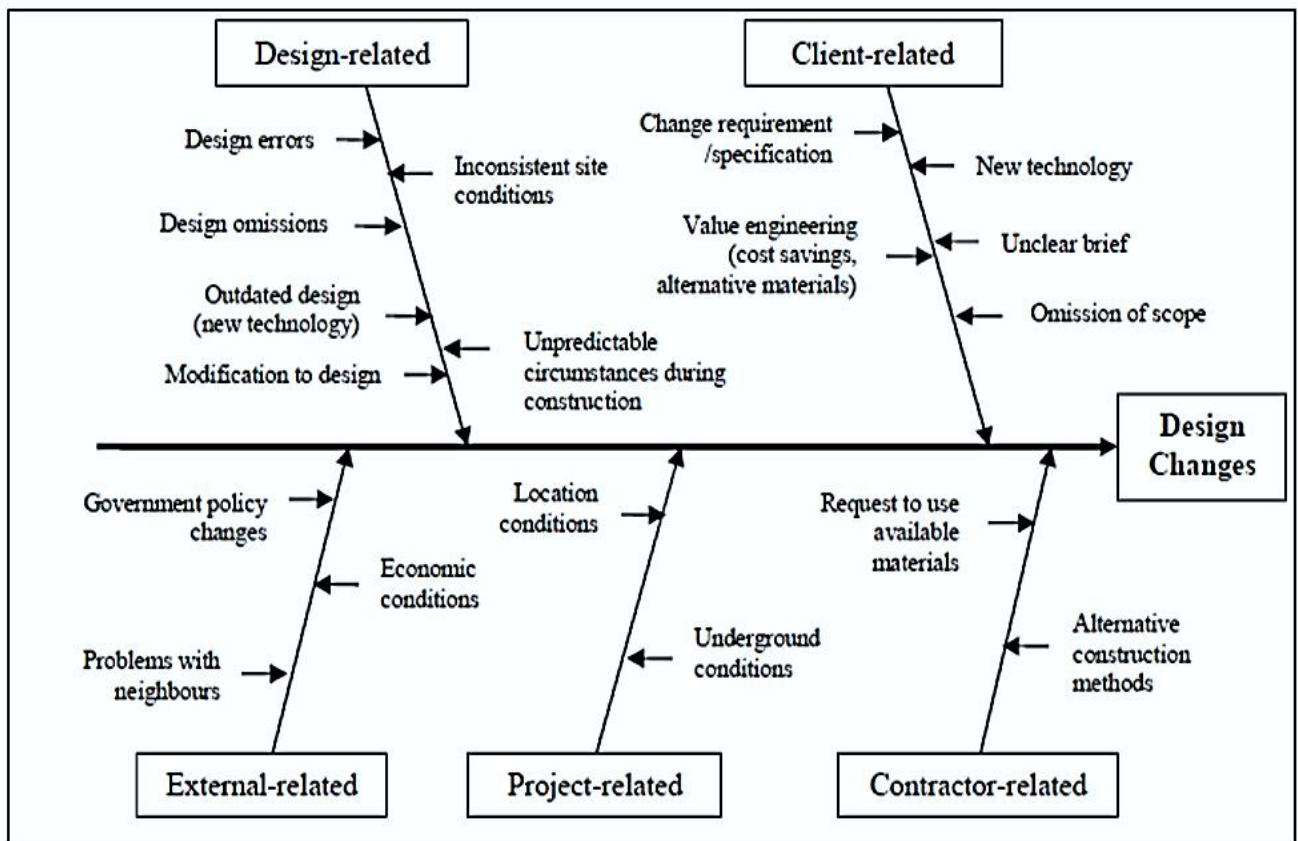 Design-related
Client-related
Design errors
Inconsistent site
conditions
Design omissions
Outdated design
(new technology)
Unpredictable
circumstances during
construction
Modification to design
Change requirement
/specification
New technology
Value engineering
(cost savings,
alternative materials)
Unclear brief
Omission of scope
Design
Changes
Government policy
changes
Economic
conditions
Problems with
neighbours
Location
conditions
Underground
conditions
Request to use
available
materials
Alternative
construction
methods
External-related
Project-related
Contractor-related